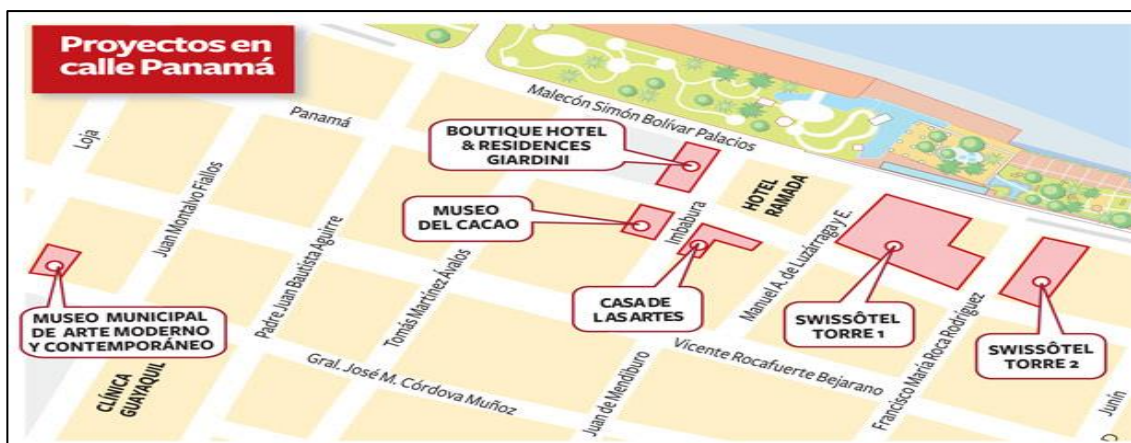 Proyectos en
calle Panamá
Malecón Simón Bolívar Palacios
Panamá
Loja
Juan Montalvo Fiallos
Padre Juan Bautista Aguirre
Tomás Martínez Ávalos
BOUTIQUE HOTEL
& RESIDENCES
GIARDINI
HOTEL
RAMADA
MUSEO
DEL CACAO
Imbabura
Manuel A. de Luzárraga y E.
MUSEO MUNICIPAL
DE ARTE MODERNO
Y CONTEMPORÁNEO
CASA DE
LAS ARTES
SWISSÔTEL
TORRE 1
SWISSÔTEL
TORRE 2
Francisco María Roca Rodríguez
Vicente Rocafuerte Bejarano
Gral. José M. Córdova Muñoz
Juan de Mendiburo
CLÍNICA
GUAYAQUIL
Junín